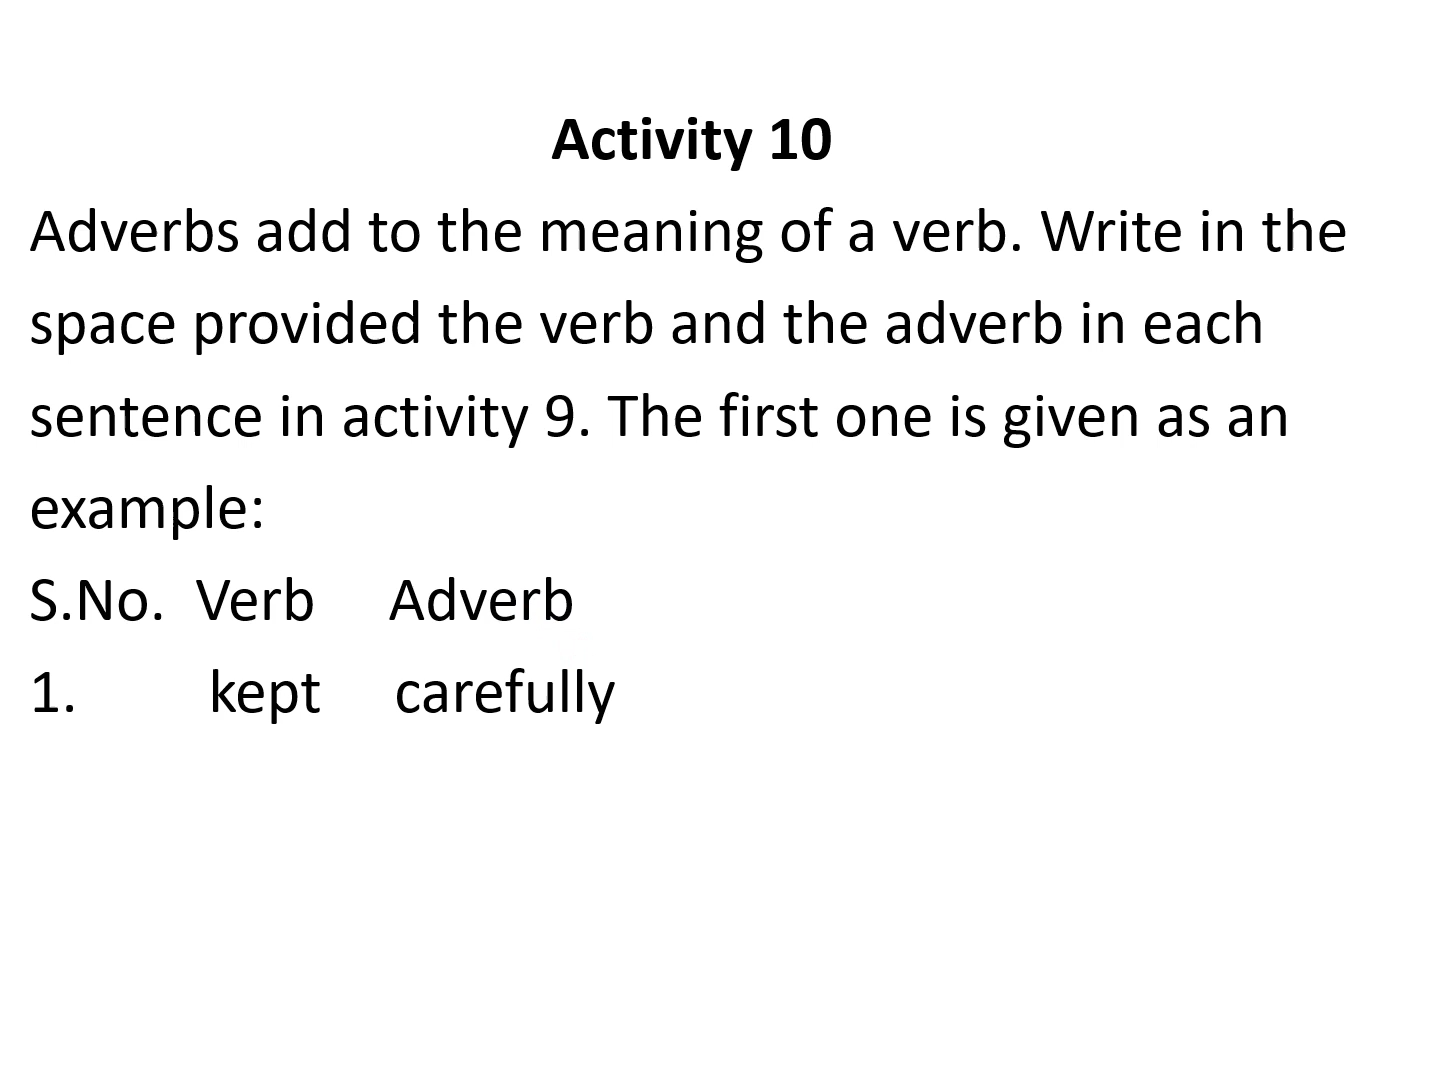 Activity 10
Adverbs add to the meaning of a verb. Write in the
space provided the verb and the adverb in each
sentence in activity 9. The first one is given as an
example:
S.No. Verb Adverb
1. kept carefully